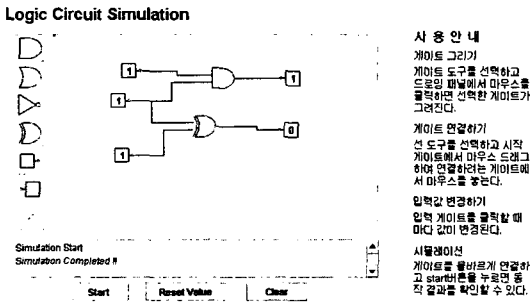 Logic Circuit Simulation
1
1
1
0
1
Simulation Start
Simulation Completed !!
Start
Reset Value
Clear
사 용 안 내
게이트 그리기
게이트 도구를 선택하고
드로잉 패널에서 마우스를
클릭하면 선택한 게이트가
그려진다.
게이트 연결하기
선 도구를 선택하고 시작
게이트에서 마우스 드래그
하여 연결하려는 게이트에
서 마우스를 놓는다.
입력값 변경하기
입력 게이트를 클릭할 때
마다 값이 변경된다.
시뮬레이션
게이트를 올바르게 연결하
고 start버튼을 누르면 동
작 결과를 확인할 수 있다.